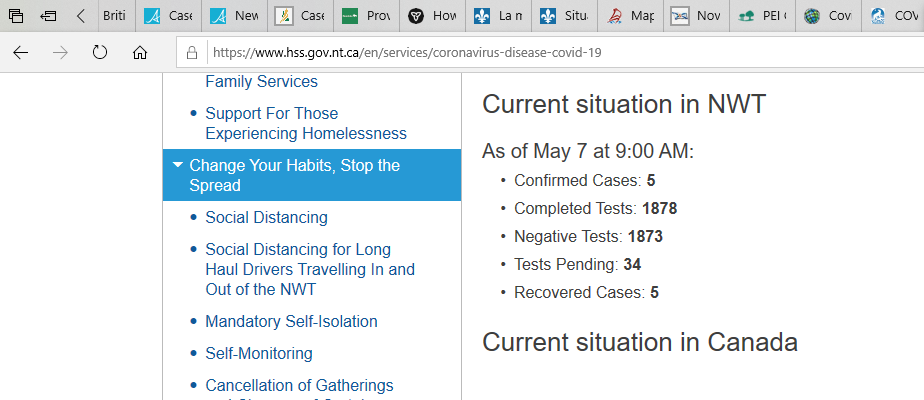 Briti
Case
New
Case
Prov
How
La m
Situ
Map
Nov
PEI
Covi
COV
https://www.hss.gov.nt.ca/en/services/coronavirus-disease-covid-19
Family Services
• Support For Those
Experiencing Homelessness
Change Your Habits, Stop the
Spread
• Social Distancing
• Social Distancing for Long
Haul Drivers Travelling In and
Out of the NWT
• Mandatory Self-Isolation
• Self-Monitoring
• Cancellation of Gatherings
Current situation in NWT
As of May 7 at 9:00 AM:
• Confirmed Cases: 5
• Completed Tests: 1878
• Negative Tests: 1873
• Tests Pending: 34
• Recovered Cases: 5
Current situation in Canada